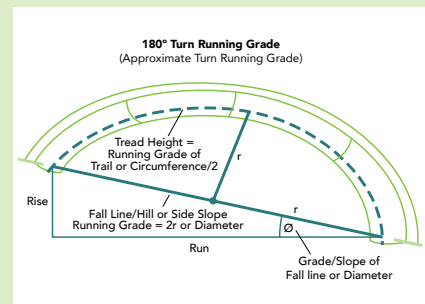 180º Turn Running Grade
(Approximate Turn Running Grade)
Tread Height =
Running Grade of
Trail or Circumference/2
r
Rise
Fall Line/Hill or Side Slope
Running Grade = 2r or Diameter
r
Ø
Run
Grade/Slope of
Fall line or Diameter